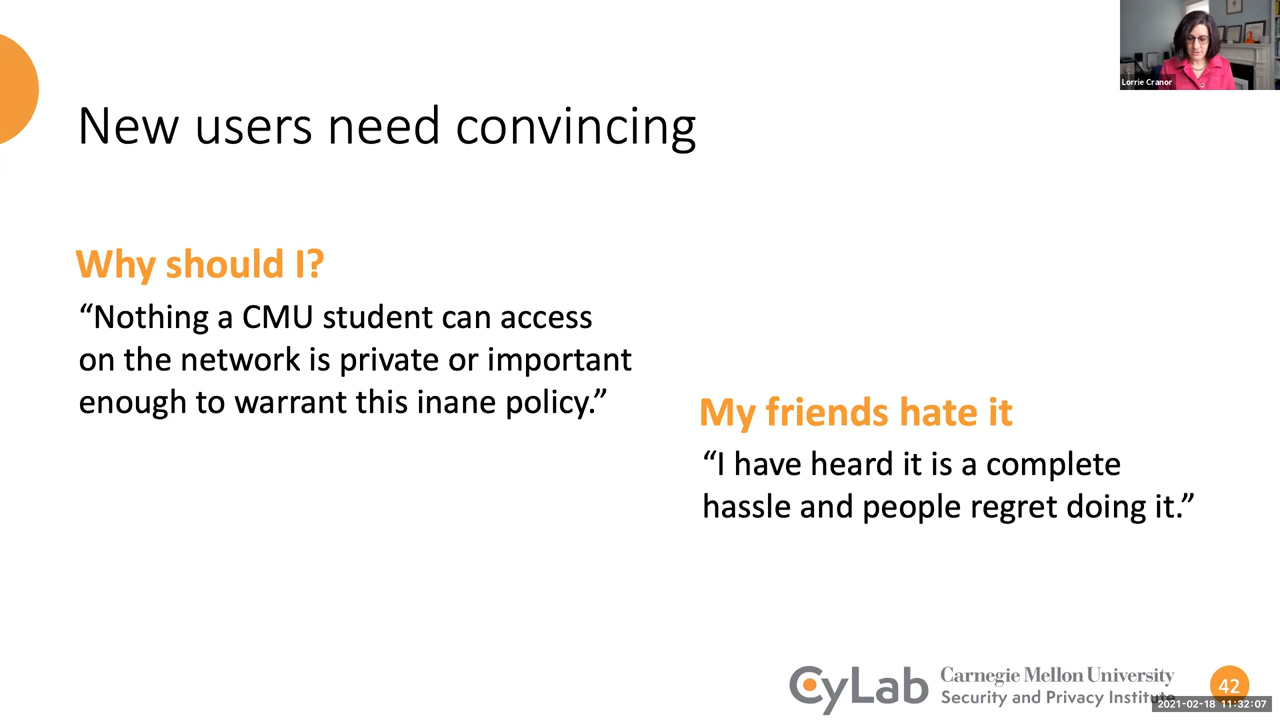 Lorrie Cranor
New users need convincing
Why should I?
“Nothing a CMU student can access
on the network is private or important
enough to warrant this inane policy.”
My friends hate it
“I have heard it is a complete
hassle and people regret doing it.”
CyLab
Carnegie Mellon University
Security and Privacy Institute
42
2021-02-18 11:32:07